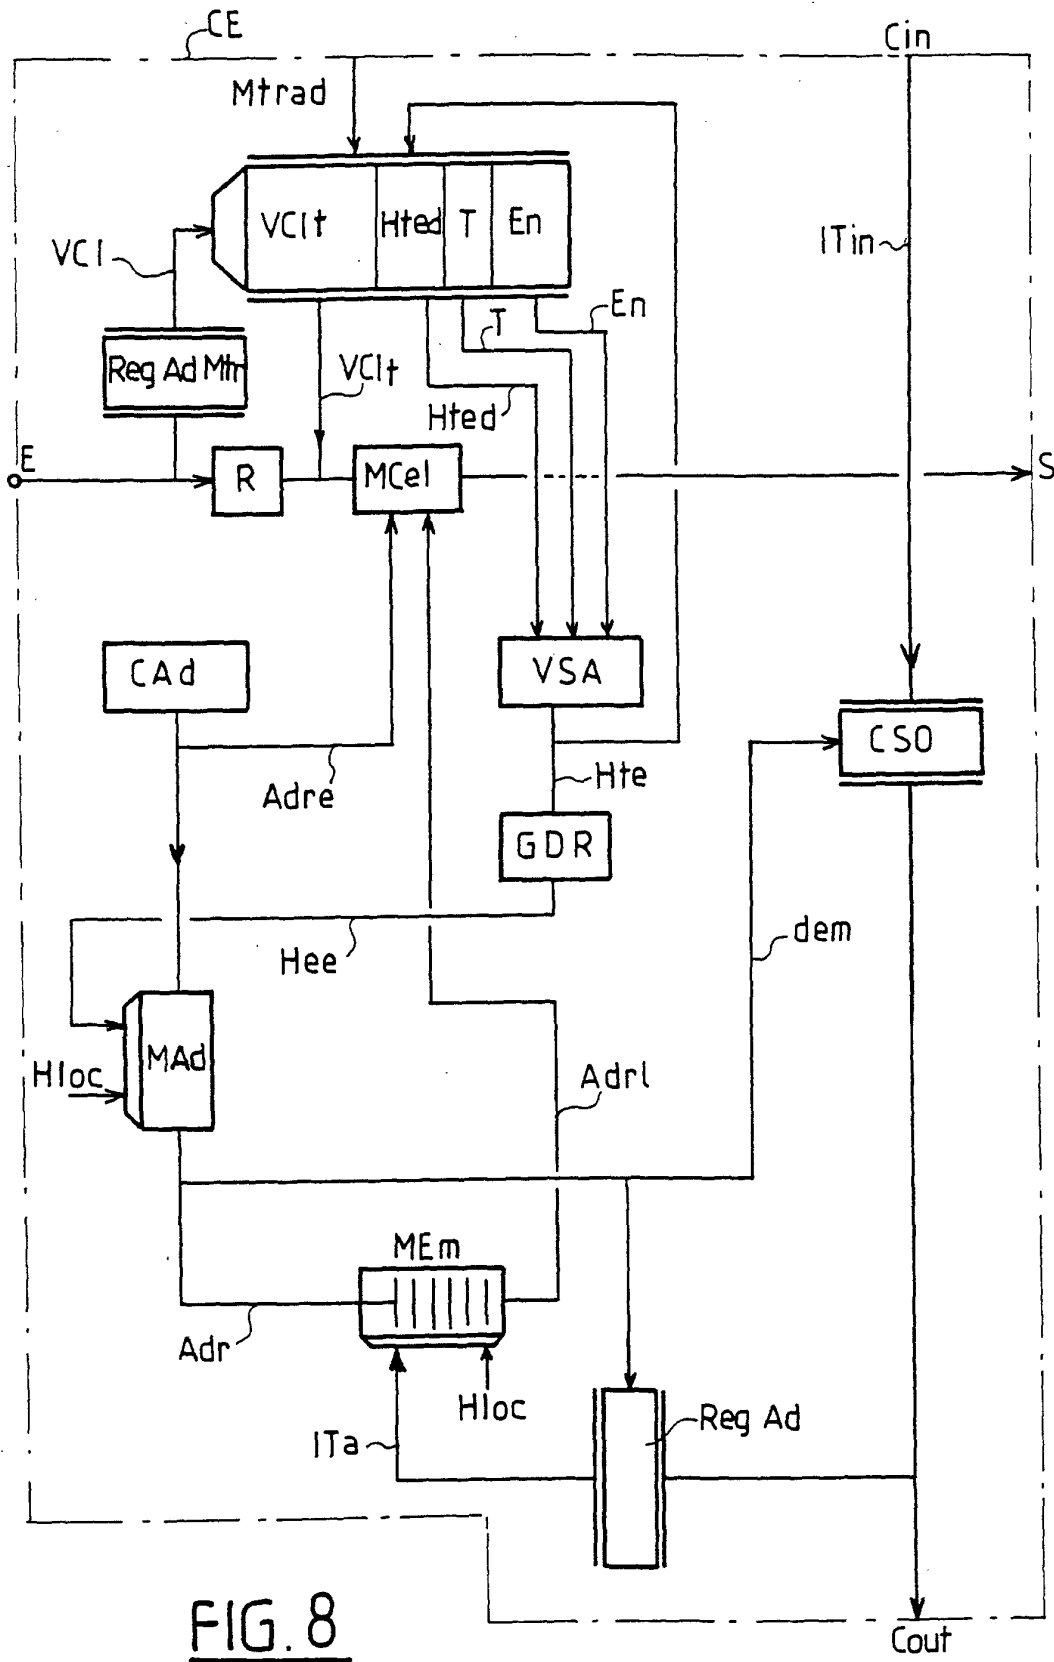 CE
Cin
Mtrad
VClt
Hted
T
En
ITin
VCl
En
T
Reg Ad Mtr
VClt
Hted
E
R
MCel
S
CAd
VSA
CSO
Adre
Hte
GDR
dem
Hee
MAd
Hloc
Adrl
MEm
Adr
Hloc
Reg Ad
ITa
FIG. 8
Cout